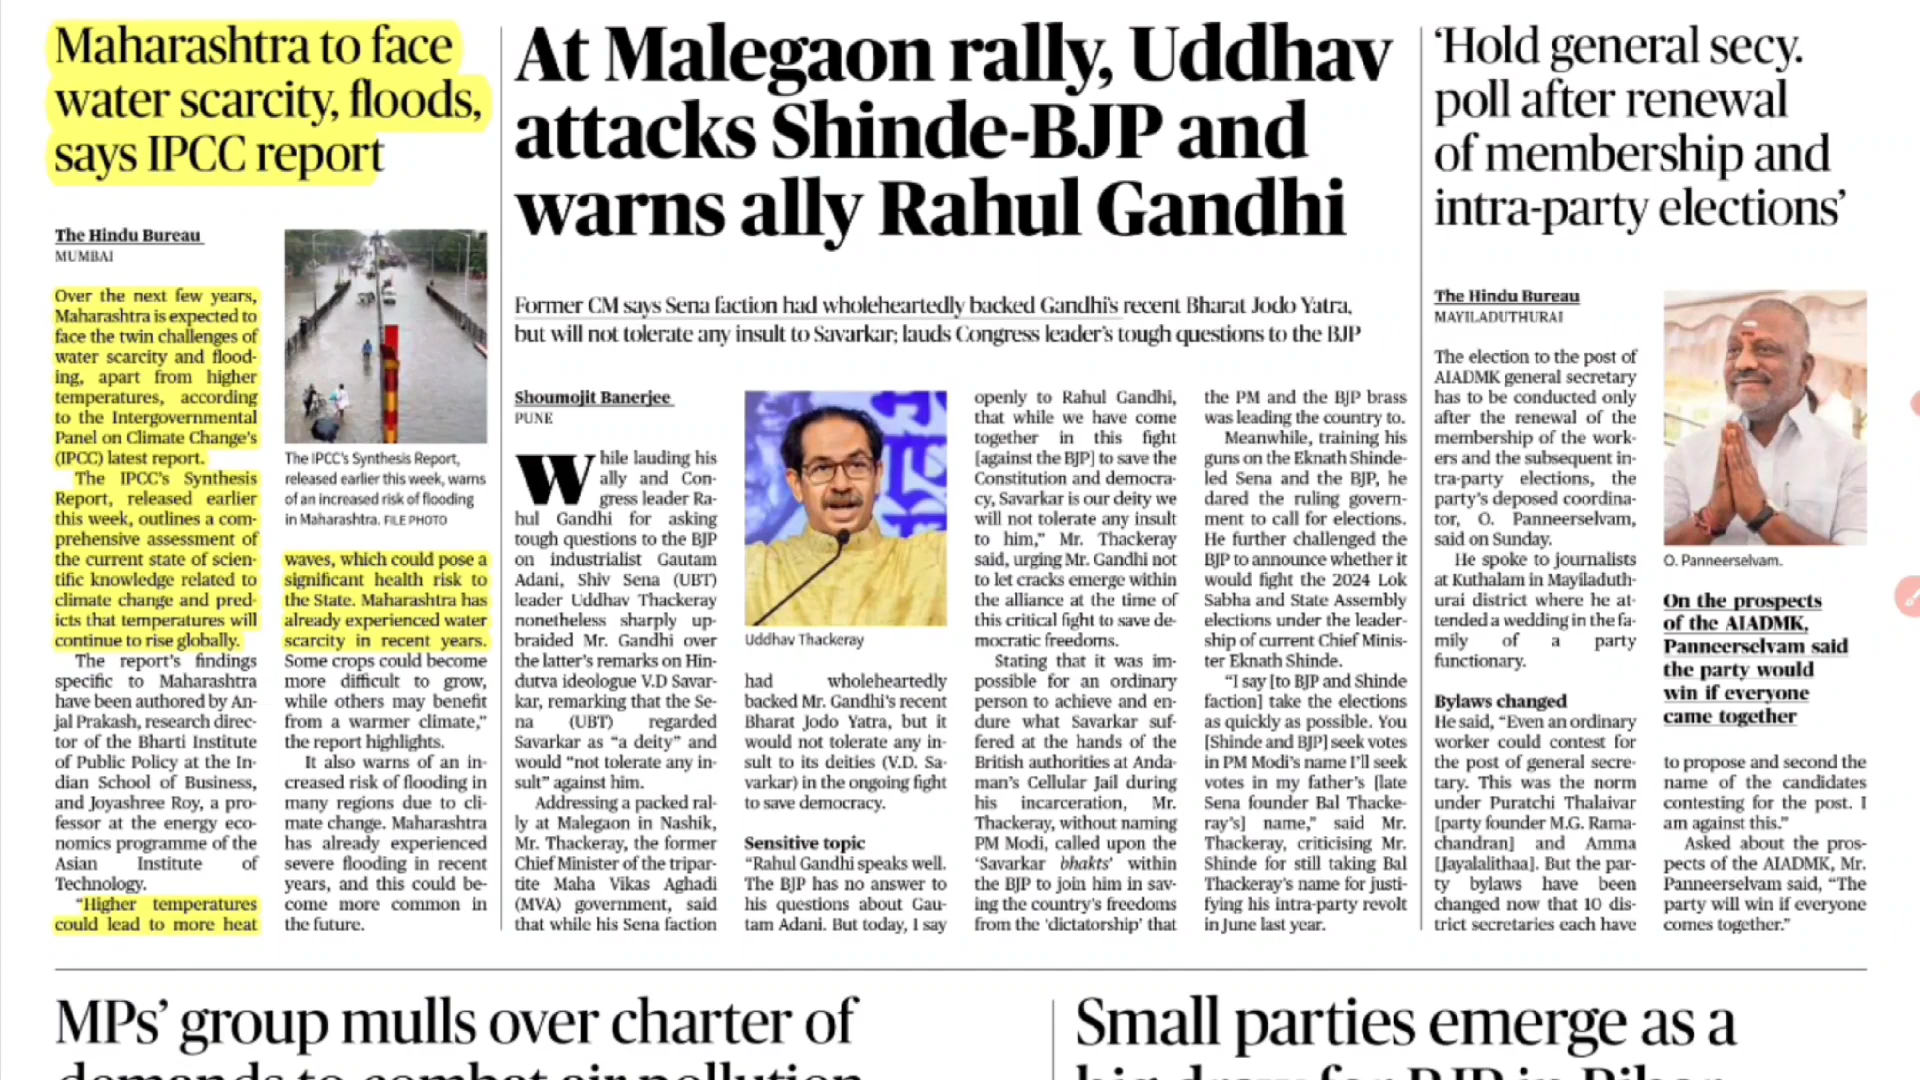 Maharashtra to face
water scarcity, floods,
says IPCC report
The Hindu Bureau
MUMBAI
Over the next few years,
Maharashtra is expected to
face the twin challenges of
water scarcity and flood-
ing, apart from higher
temperatures, according
to the Intergovernmental
Panel on Climate Change's
(IPCC) latest report.
The IPCC's Synthesis
Report, released earlier
this week, outlines a com-
prehensive assessment of
the current state of scien-
tific knowledge related to
climate change and pred-
icts that temperatures will
continue to rise globally.
The report's findings
specific to Maharashtra
have been authored by An-
jal Prakash, research direc-
tor of the Bharti Institute
of Public Policy at the In-
dian School of Business,
and Joyashree Roy, a pro-
fessor at the energy eco-
nomics programme of the
Asian Institute of
Technology.
“Higher temperatures
could lead to more heat
The IPCC's Synthesis Report,
released earlier this week, warns
of an increased risk of flooding
in Maharashtra. FILE PHOTO
waves, which could pose a
significant health risk to
the State. Maharashtra has
already experienced water
scarcity in recent years.
Some crops could become
more difficult to grow,
while others may benefit
from a warmer climate,”
the report highlights.
It also warns of an in-
creased risk of flooding in
many regions due to cli-
mate change. Maharashtra
has already experienced
severe flooding in recent
years, and this could be-
come more common in
the future.
At Malegaon rally, Uddhav
attacks Shinde-BJP and
warns ally Rahul Gandhi
Former CM says Sena faction had wholeheartedly backed Gandhi's recent Bharat Jodo Yatra,
but will not tolerate any insult to Savarkar; lauds Congress leader's tough questions to the BJP
Shoumojit Banerjee
PUNE
While lauding his
ally and Con-
gress leader Ra-
hul Gandhi for asking
tough questions to the BJP
on industrialist Gautam
Adani, Shiv Sena (UBT)
leader Uddhav Thackeray
nonetheless sharply up-
braided Mr. Gandhi over
the latter's remarks on Hin-
dutva ideologue V.D Savar-
kar, remarking that the Se-
na (UBT) regarded
Savarkar as “a deity” and
would “not tolerate any in-
sult” against him.
Addressing a packed ral-
ly at Malegaon in Nashik,
Mr. Thackeray, the former
Chief Minister of the tripar-
tite Maha Vikas Aghadi
(MVA) government, said
that while his Sena faction
Uddhav Thackeray
had wholeheartedly
backed Mr. Gandhi's recent
Bharat Jodo Yatra, but it
would not tolerate any in-
sult to its deities (V.D. Sa-
varkar) in the ongoing fight
to save democracy.
Sensitive topic
“Rahul Gandhi speaks well.
The BJP has no answer to
his questions about Gau-
tam Adani. But today, I say
openly to Rahul Gandhi,
that while we have come
together in this fight
[against the BJP] to save the
Constitution and democra-
cy, Savarkar is our deity we
will not tolerate any insult
to him,” Mr. Thackeray
said, urging Mr. Gandhi not
to let cracks emerge within
the alliance at the time of
this critical fight to save de-
mocratic freedoms.
Stating that it was im-
possible for an ordinary
person to achieve and en-
dure what Savarkar suf-
fered at the hands of the
British authorities at Anda-
man's Cellular Jail during
his incarceration, Mr.
Thackeray, without naming
PM Modi, called upon the
‘Savarkar bhakts’ within
the BJP to join him in sav-
ing the country's freedoms
from the ‘dictatorship’ that
the PM and the BJP brass
was leading the country to.
Meanwhile, training his
guns on the Eknath Shinde-
led Sena and the BJP, he
dared the ruling govern-
ment to call for elections.
He further challenged the
BJP to announce whether it
would fight the 2024 Lok
Sabha and State Assembly
elections under the leader-
ship of current Chief Minis-
ter Eknath Shinde.
“I say [to BJP and Shinde
faction] take the elections
as quickly as possible. You
[Shinde and BJP] seek votes
in PM Modi's name I'll seek
votes in my father's [late
Sena founder Bal Thacke-
ray's] name,” said Mr.
Thackeray, criticising Mr.
Shinde for still taking Bal
Thackeray's name for justi-
fying his intra-party revolt
in June last year.
‘Hold general secy.
poll after renewal
of membership and
intra-party elections’
The Hindu Bureau
MAYILADUTHURAI
The election to the post of
AIADMK general secretary
has to be conducted only
after the renewal of the
membership of the work-
ers and the subsequent in-
tra-party elections, the
party's deposed coordina-
tor, O. Panneerselvam,
said on Sunday.
He spoke to journalists
at Kuthalam in Mayiladuth-
urai district where he at-
tended a wedding in the fa-
mily of a party
functionary.
Bylaws changed
He said, “Even an ordinary
worker could contest for
the post of general secre-
tary. This was the norm
under Puratchi Thalaivar
[party founder M.G. Rama-
chandran] and Amma
[Jayalalithaa]. But the par-
ty bylaws have been
changed now that 10 dis-
trict secretaries each have
O. Panneerselvam.
On the prospects
of the AIADMK,
Panneerselvam said
the party would
win if everyone
came together
to propose and second the
name of the candidates
contesting for the post. I
am against this.”
Asked about the pros-
pects of the AIADMK, Mr.
Panneerselvam said, “The
party will win if everyone
comes together.”
MPs’ group mulls over charter of
demands to combat air pollution
Small parties emerge as a
big draw for BJP in Bihar